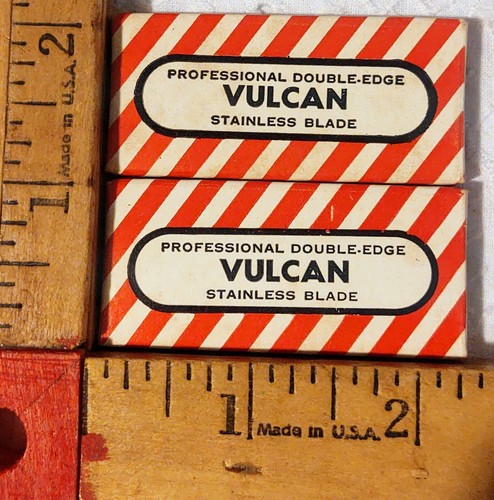 PROFESSIONAL DOUBLE-EDGE
VULCAN
STAINLESS BLADE
PROFESSIONAL DOUBLE-EDGE
VULCAN
STAINLESS BLADE
2
Made in U.S.A.
1
1
Made in U.S.A.
2